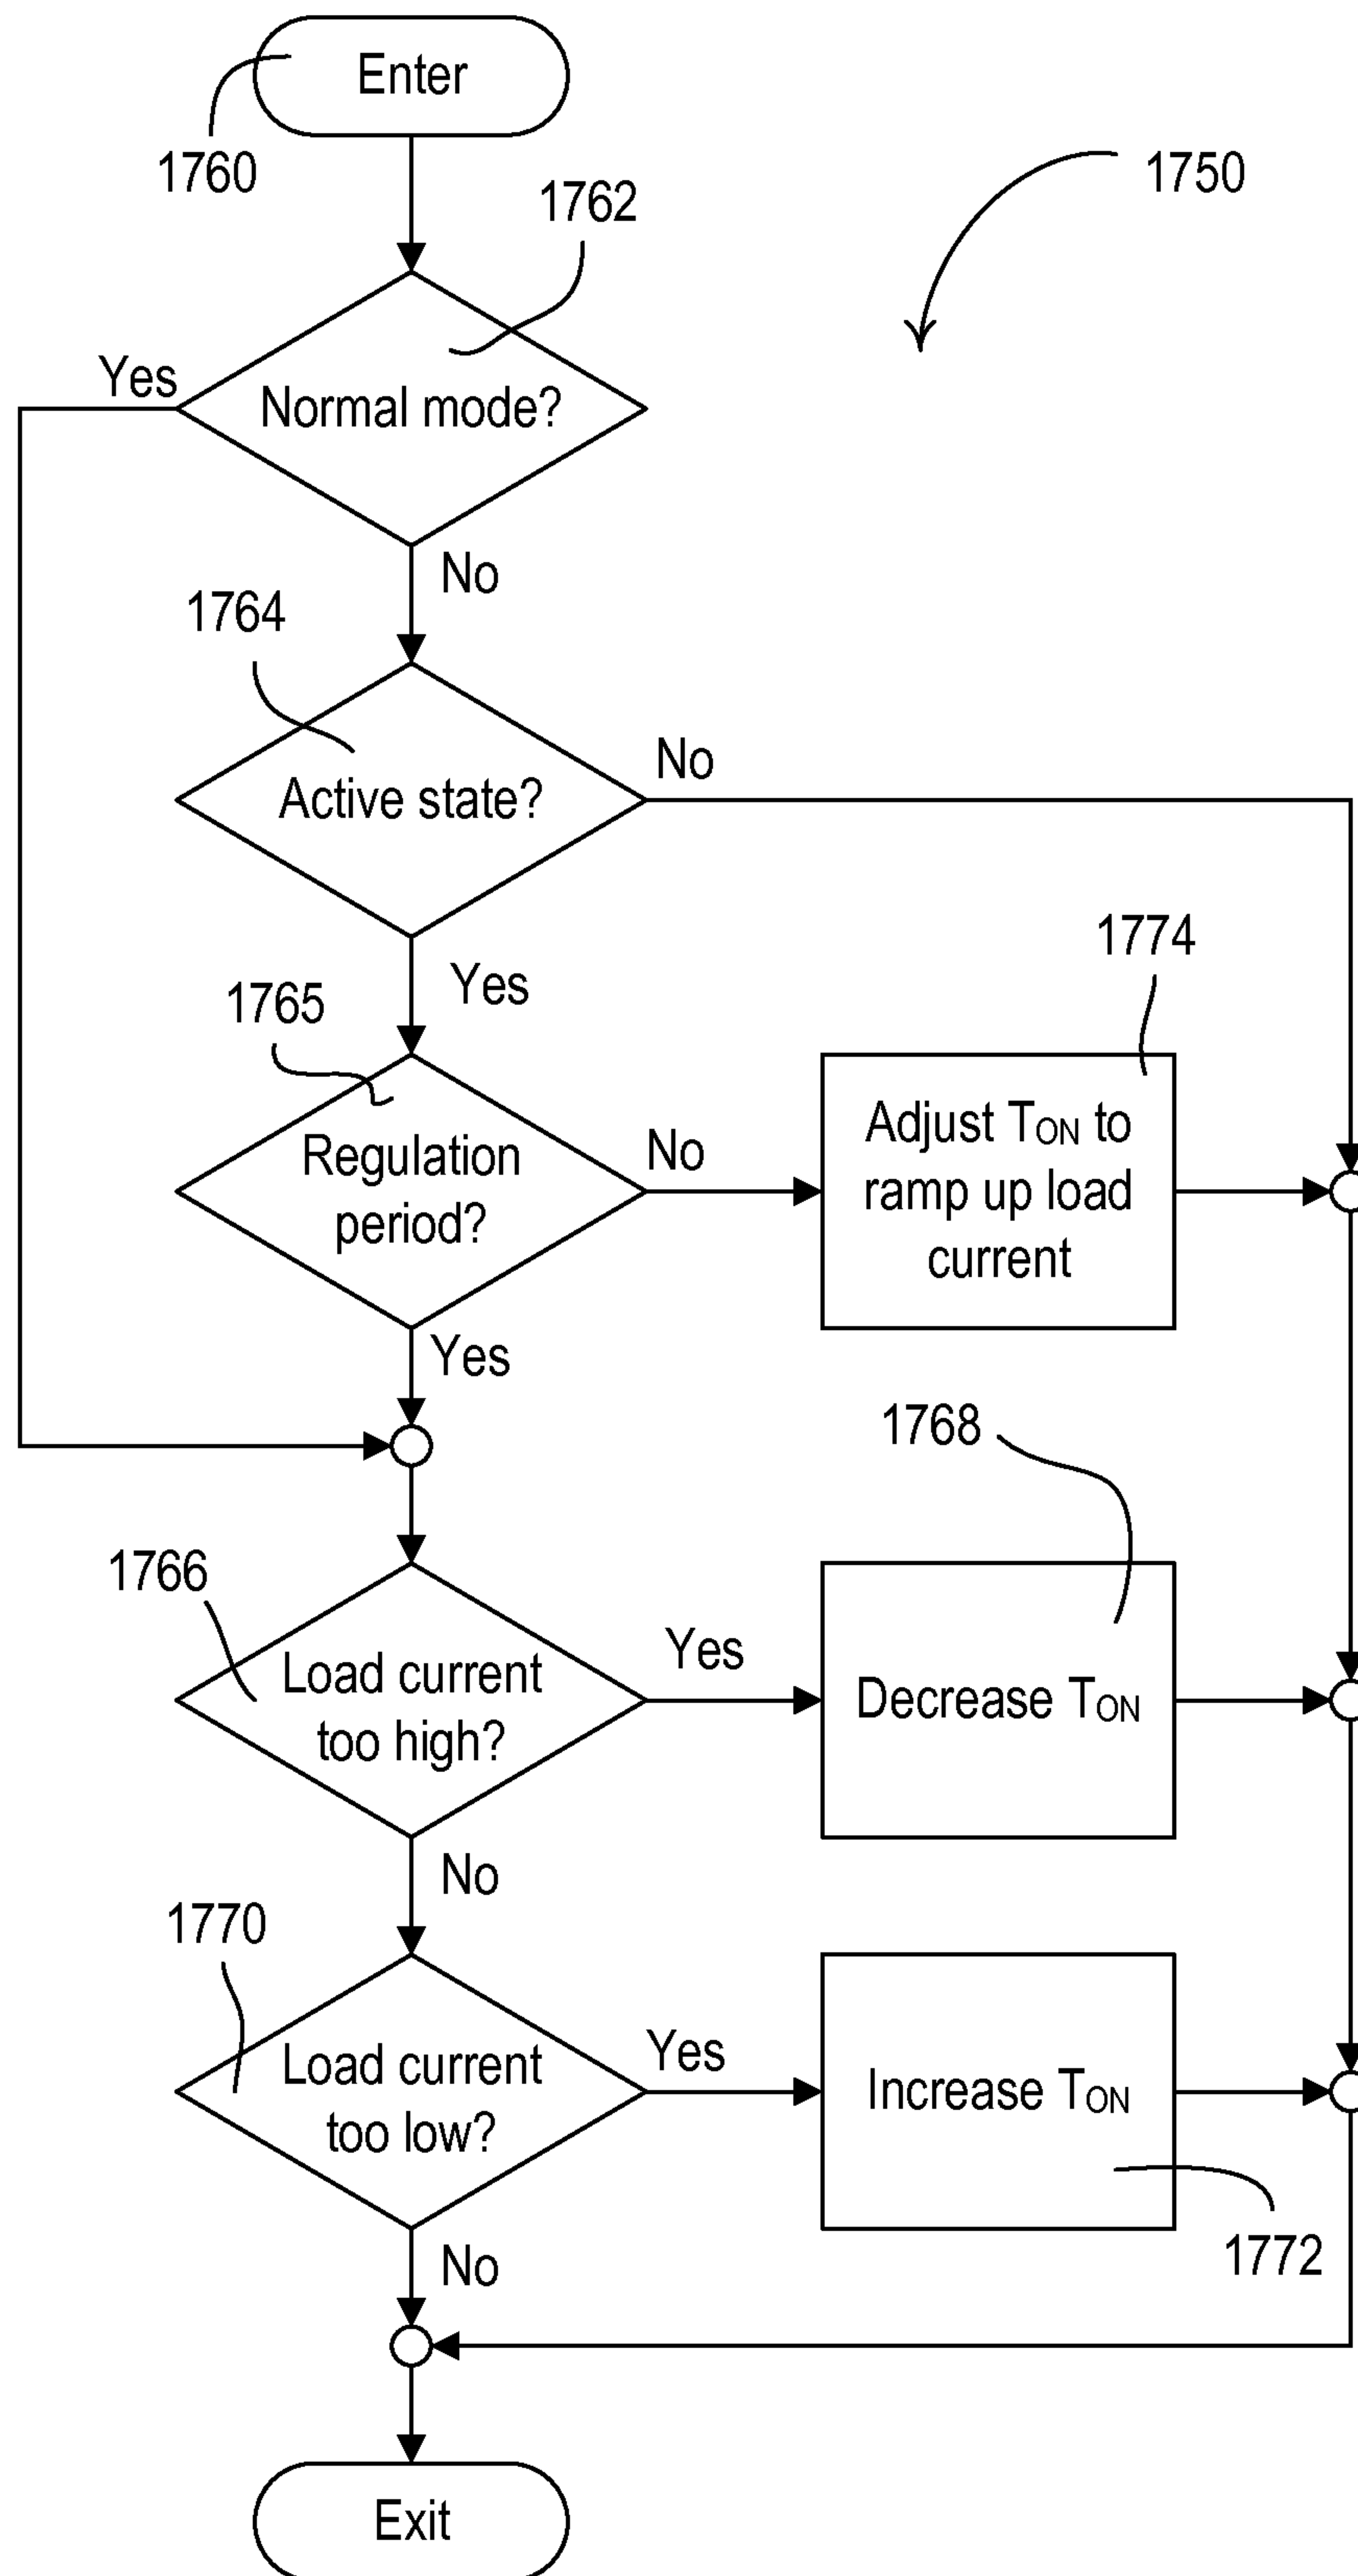 Enter
1760
1750
1762
Yes
Normal mode?
No
1764
No
Active state?
1774
Yes
1765
Adjust TON to
ramp up load
current
No
Regulation
period?
Yes
1768
1766
Yes
Load current
too high?
Decrease TON
No
1770
Yes
Load current
too low?
Increase TON
1772
No
Exit